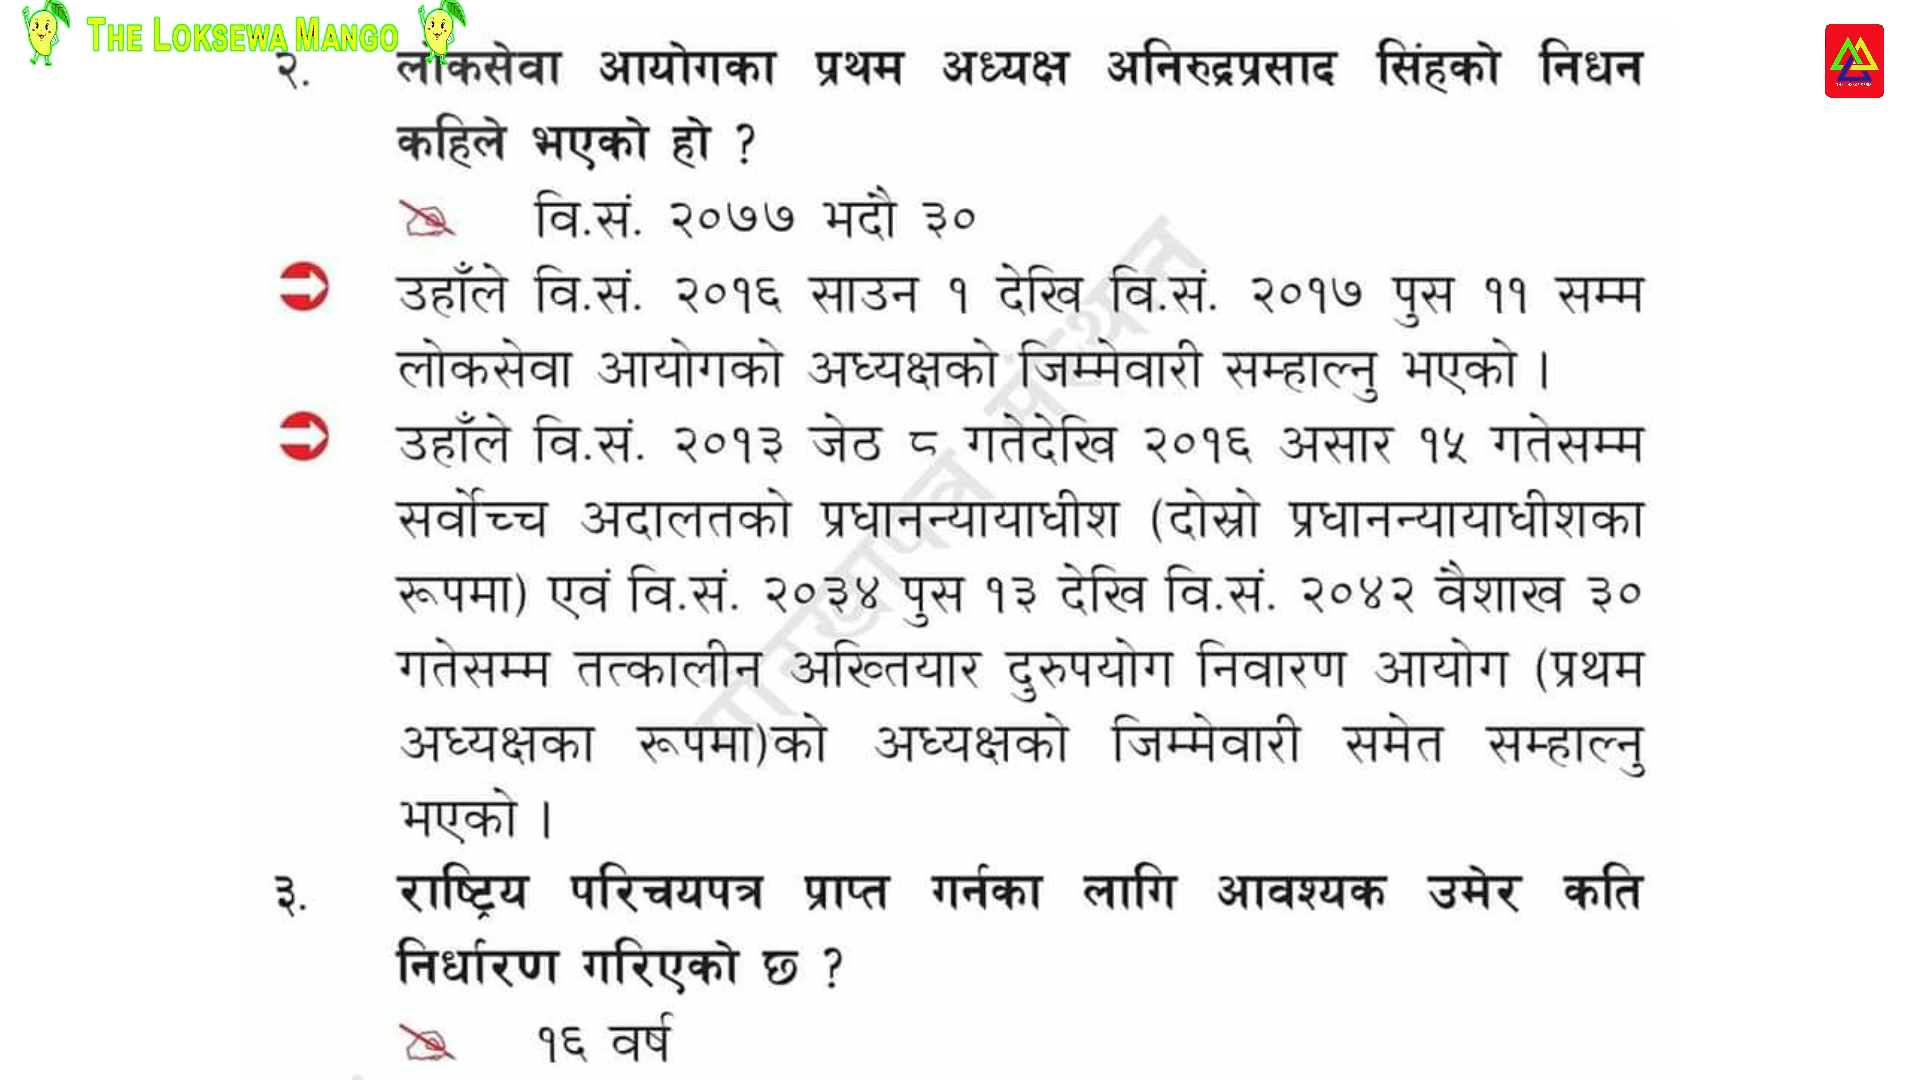 THE LOKSEWA MANGO
२. लोकसेवा आयोगका प्रथम अध्यक्ष अनिरुद्रप्रसाद सिंहको निधन
कहिले भएको हो ?
वि.सं. २०७७ भदौ ३०
उहाँले वि.सं. २०१६ साउन १ देखि वि.सं. २०१७ पुस ११ सम्म
लोकसेवा आयोगको अध्यक्षको जिम्मेवारी सम्हाल्नु भएको ।
उहाँले वि.सं. २०१३ जेठ ८ गतेदेखि २०१६ असार १५ गतेसम्म
सर्वोच्च अदालतको प्रधानन्यायाधीश (दोस्रो प्रधानन्यायाधीशका
रूपमा) एवं वि.सं. २०३४ पुस १३ देखि वि.सं. २०४२ वैशाख ३०
गतेसम्म तत्कालीन अख्तियार दुरुपयोग निवारण आयोग (प्रथम
अध्यक्षका रूपमा)को अध्यक्षको जिम्मेवारी समेत सम्हाल्नु
भएको ।
३. राष्ट्रिय परिचयपत्र प्राप्त गर्नका लागि आवश्यक उमेर कति
निर्धारण गरिएको छ ?
१६ वर्ष
गोरखापत्र संस्थान